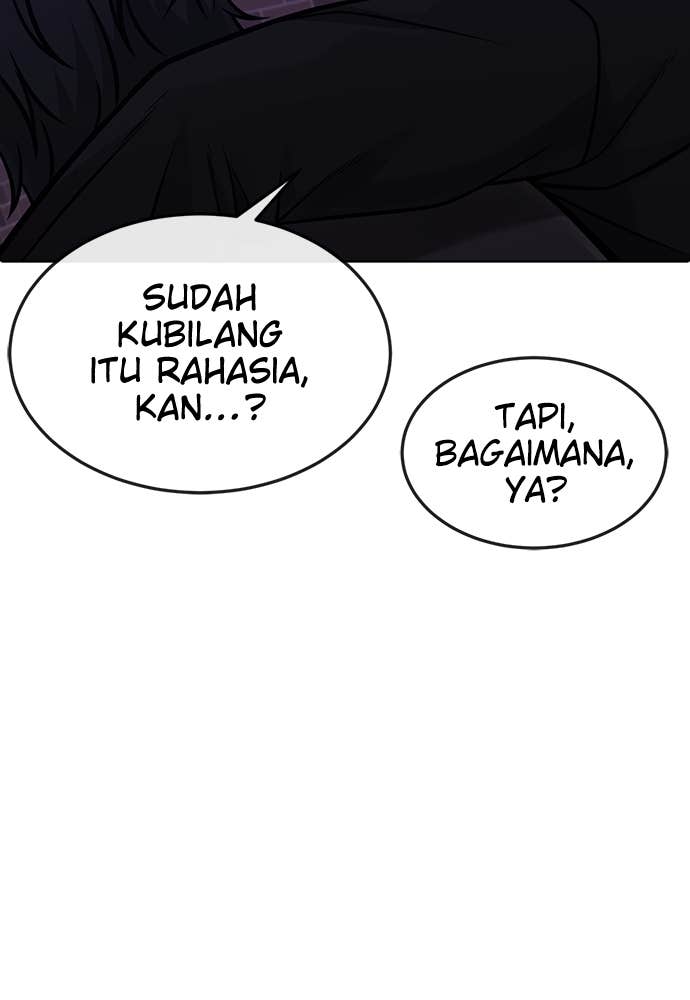 SUDAH
KUBILANG
ITU RAHASIA,
KAN...?
TAPI,
BAGAIMANA,
YA?